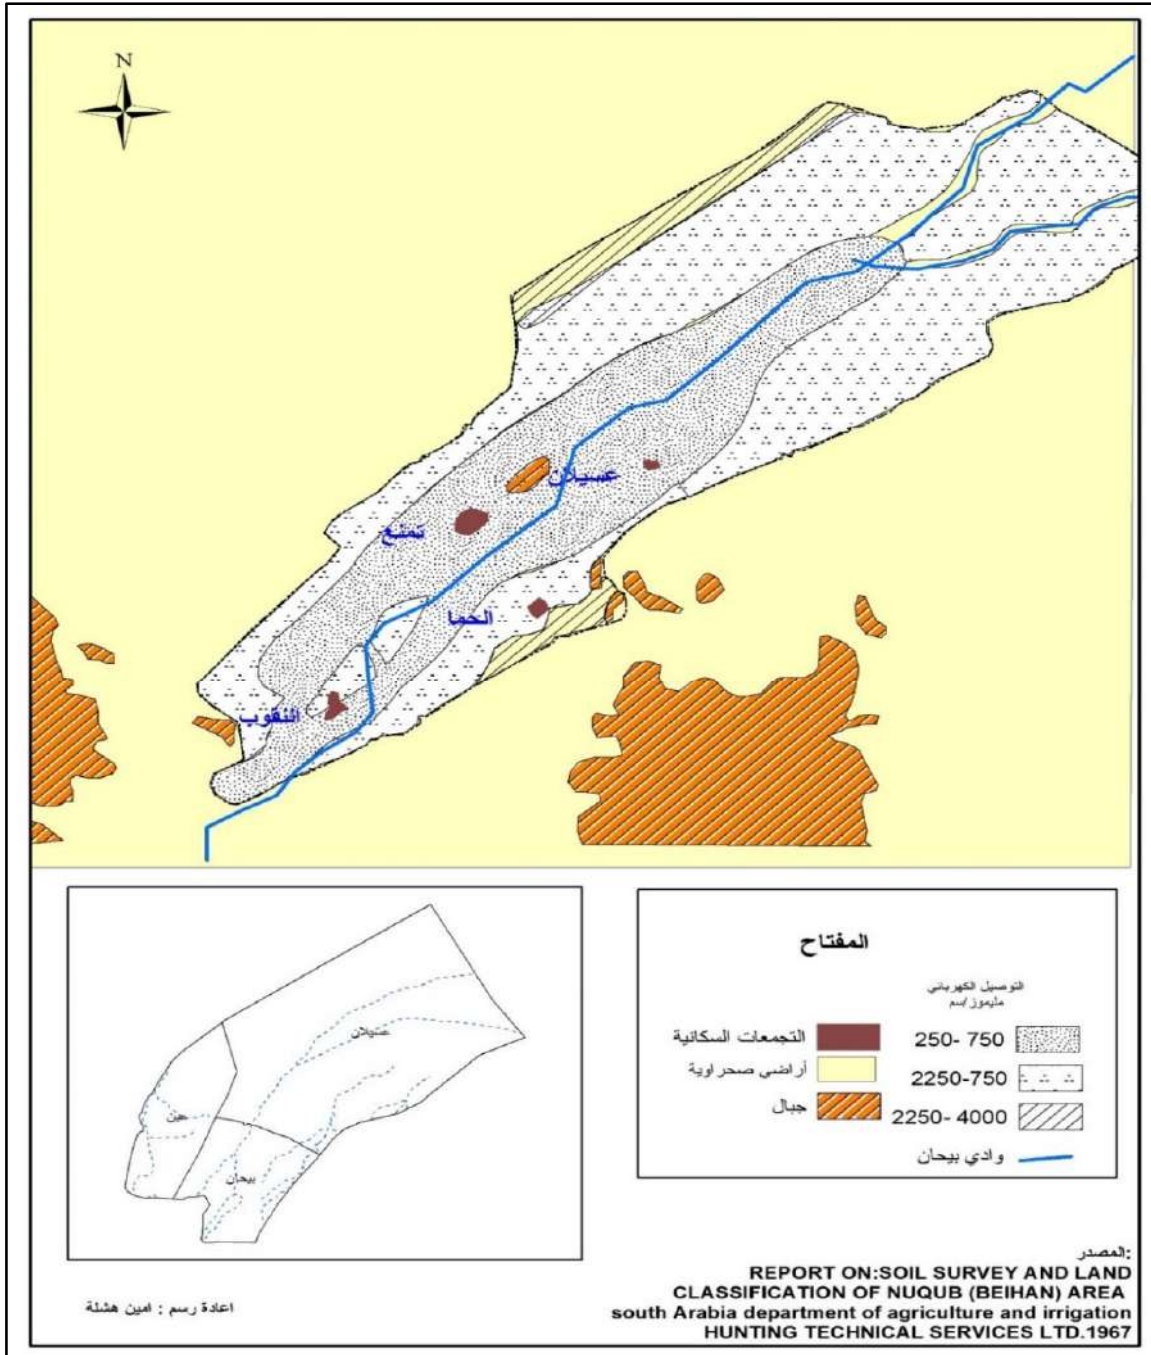 N
عسيلان
تمنع
الحما
النقوب
عسيلان
عين
بيحان
المفتاح
التوصيل الكهربائي
مليموز/سم
250- 750
2250-750
2250- 4000
وادي بيحان
التجمعات السكانية
أراضي صحراوية
جبال
المصدر:
REPORT ON:SOIL SURVEY AND LAND
CLASSIFICATION OF NUQUB (BEIHAN) AREA
south Arabia department of agriculture and irrigation
HUNTING TECHNICAL SERVICES LTD.1967
اعادة رسم : امين هشلة